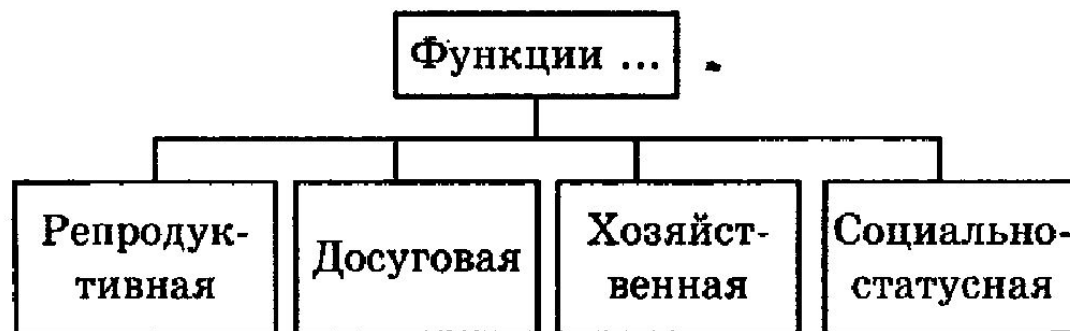 Функции ...
Репродук-
тивная
Досуговая
Хозяйст-
венная
Социально-
статусная